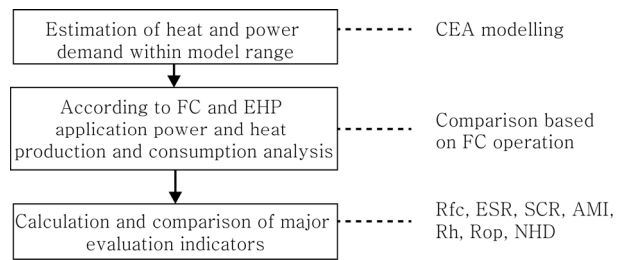 Estimation of heat and power
demand within model range
CEA modelling
According to FC and EHP
application power and heat
production and consumption analysis
Comparison based
on FC operation
Calculation and comparison of major
evaluation indicators
Rfc, ESR, SCR, AMI,
Rh, Rop, NHD